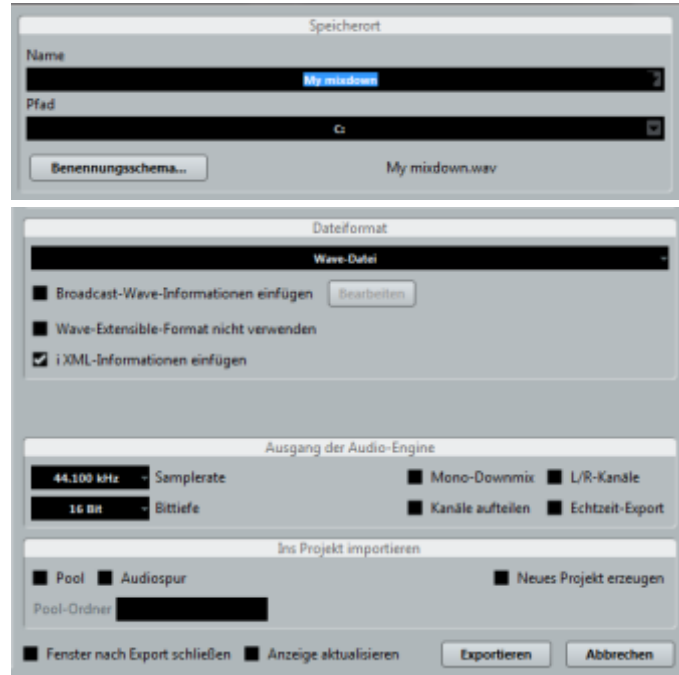 Speicherort
Name
My mixdown
Pfad
C:
Benennungsschema... My mixdown.wav
Dateiformat
Wave-Datei
Broadcast-Wave-Informationen einfügen Bearbeiten
Wave-Extensible-Format nicht verwenden
iXML-Informationen einfügen
Ausgang der Audio-Engine
44.100 kHz Samplerate Mono-Downmix L/R-Kanäle
16 Bit Bittiefe Kanäle aufteilen Echtzeit-Export
Ins Projekt importieren
Pool Audiospur Neues Projekt erzeugen
Pool-Ordner
Fenster nach Export schließen Anzeige aktualisieren Exportieren Abbrechen